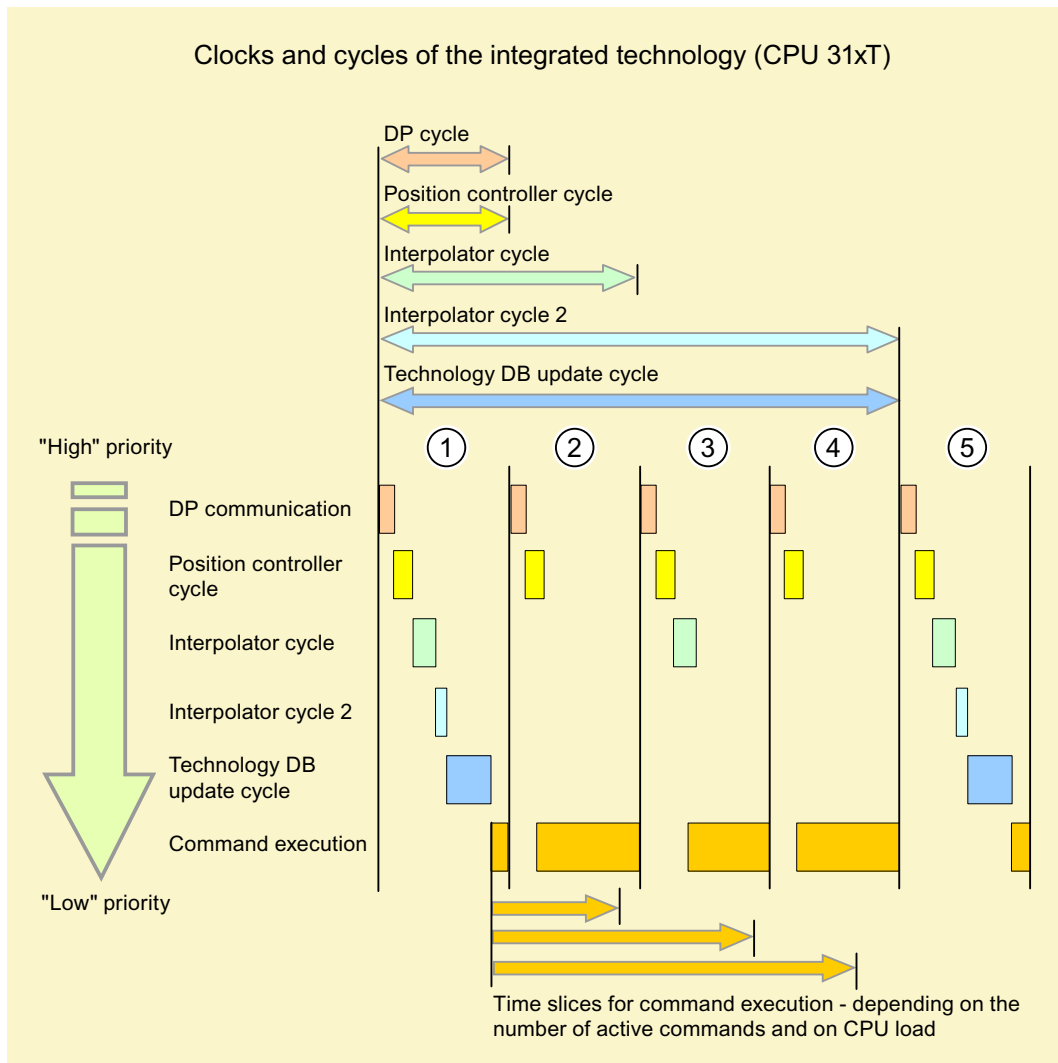 Clocks and cycles of the integrated technology (CPU 31xT)
DP cycle
Position controller cycle
Interpolator cycle
Interpolator cycle 2
Technology DB update cycle
"High" priority
1
2
3
4
5
DP communication
Position controller
cycle
Interpolator cycle
Interpolator cycle 2
Technology DB
update cycle
Command execution
"Low" priority
Time slices for command execution - depending on the
number of active commands and on CPU load